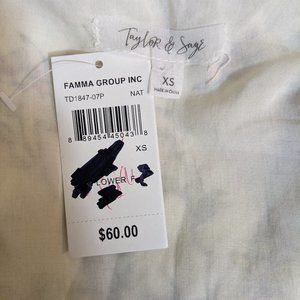 Taylor & Sage
XS
MADE IN CHINA
FAMMA GROUP INC
TD1847-07P NAT
8 89454 45043 8
XS
LOWER
$60.00